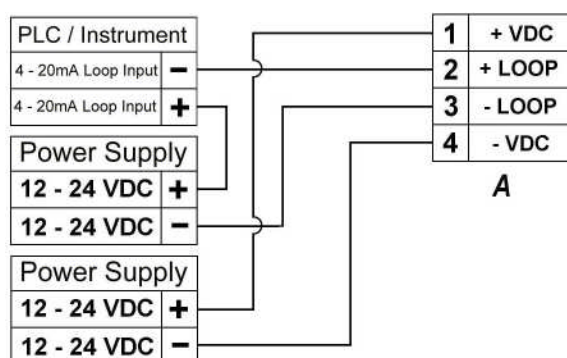 PLC / Instrument
4 - 20mA Loop Input −
4 - 20mA Loop Input +
Power Supply
12 - 24 VDC +
12 - 24 VDC −
Power Supply
12 - 24 VDC +
12 - 24 VDC −
1 + VDC
2 + LOOP
3 - LOOP
4 - VDC
A